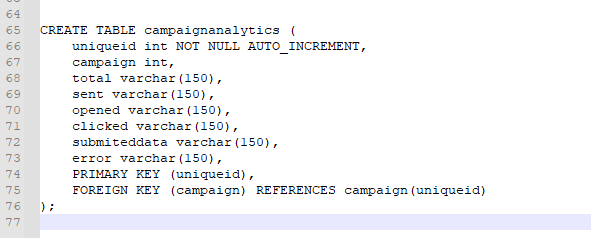 64
65 CREATE TABLE campaignanalytics (
66 uniqueid int NOT NULL AUTO_INCREMENT,
67 campaign int,
68 total varchar(150),
69 sent varchar(150),
70 opened varchar(150),
71 clicked varchar(150),
72 submiteddata varchar(150),
73 error varchar(150),
74 PRIMARY KEY (uniqueid),
75 FOREIGN KEY (campaign) REFERENCES campaign(uniqueid)
76 );
77